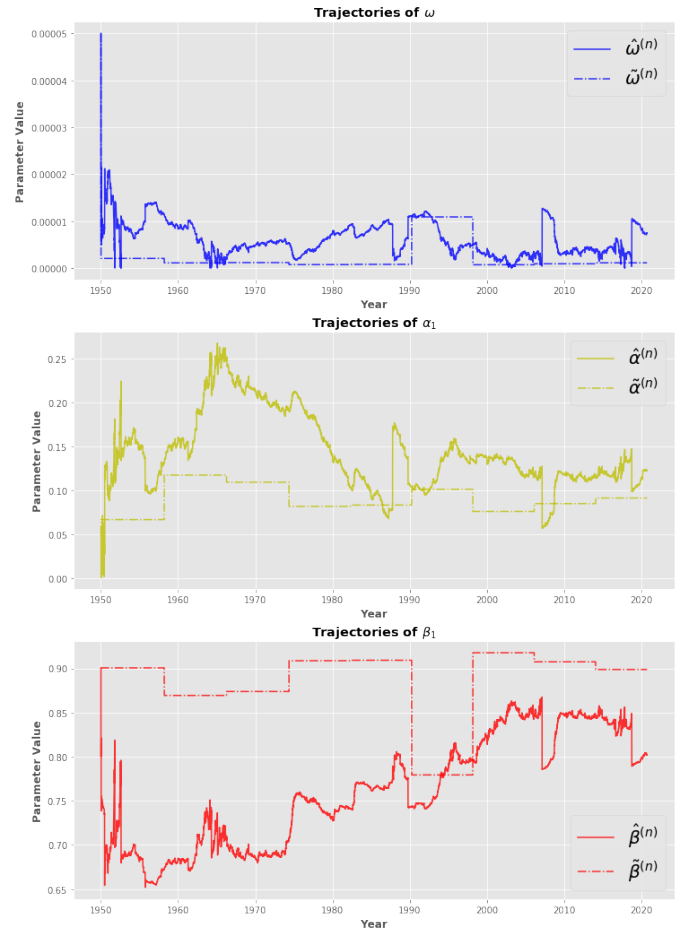 Trajectories of ω
0.00005
0.00004
0.00003
0.00002
0.00001
0.00000
Parameter Value
ω̂⁽ⁿ⁾
ω̃⁽ⁿ⁾
1950 1960 1970 1980 1990 2000 2010 2020
Year
Trajectories of α₁
0.25
0.20
0.15
0.10
0.05
0.00
Parameter Value
α̂⁽ⁿ⁾
α̃⁽ⁿ⁾
1950 1960 1970 1980 1990 2000 2010 2020
Year
Trajectories of β₁
0.90
0.85
0.80
0.75
0.70
0.65
Parameter Value
β̂⁽ⁿ⁾
β̃⁽ⁿ⁾
1950 1960 1970 1980 1990 2000 2010 2020
Year